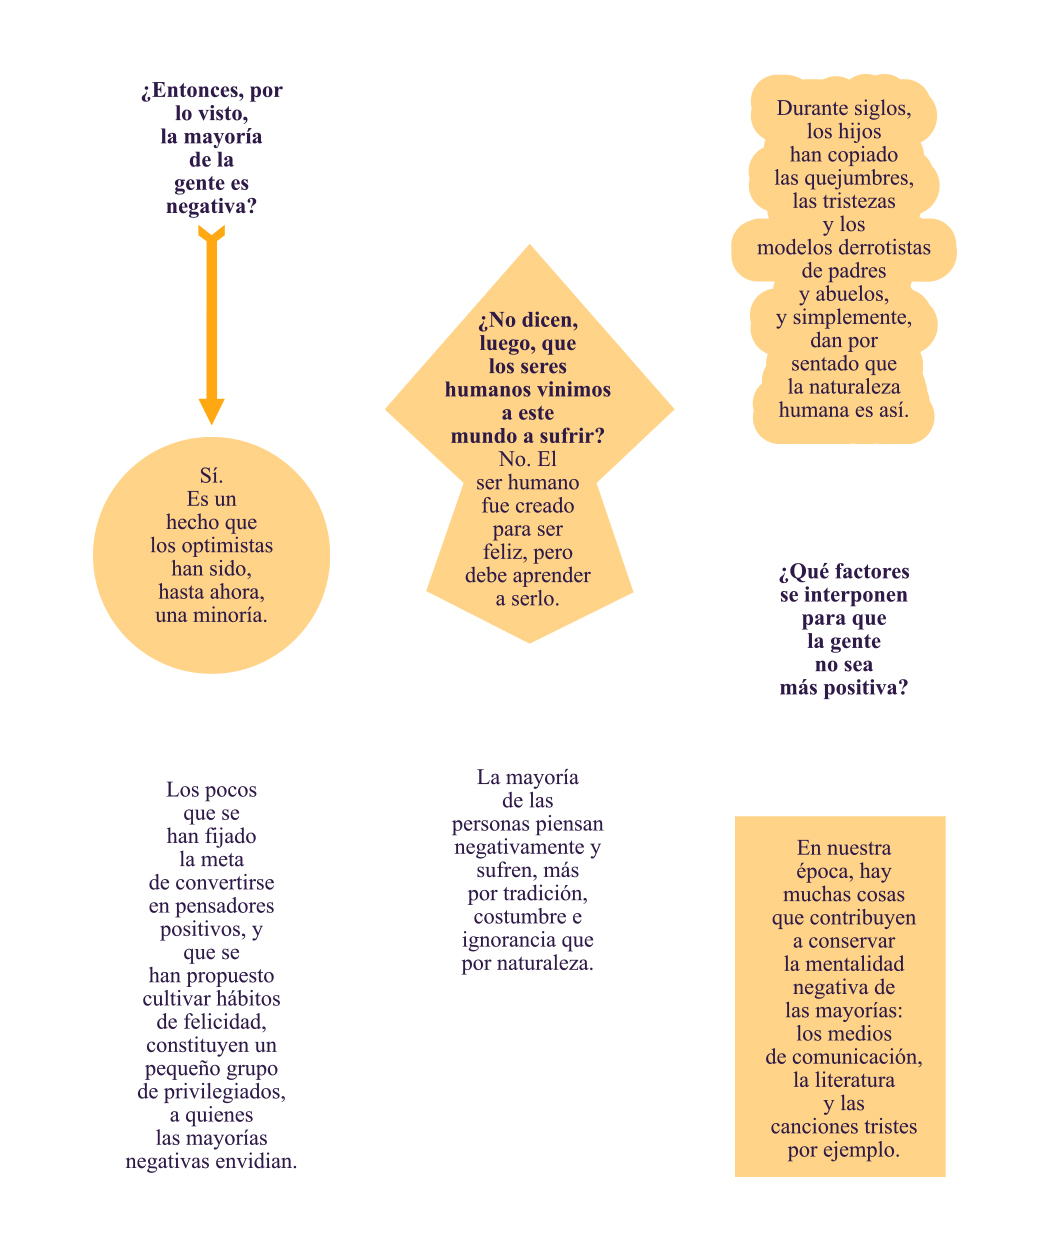 ¿Entonces, por
lo visto,
la mayoría
de la
gente es
negativa?
Sí.
Es un
hecho que
los optimistas
han sido,
hasta ahora,
una minoría.
Los pocos
que se
han fijado
la meta
de convertirse
en pensadores
positivos, y
que se
han propuesto
cultivar hábitos
de felicidad,
constituyen un
pequeño grupo
de privilegiados,
a quienes
las mayorías
negativas envidian.
¿No dicen,
luego, que
los seres
humanos vinimos
a este
mundo a sufrir?
No. El
ser humano
fue creado
para ser
feliz, pero
debe aprender
a serlo.
La mayoría
de las
personas piensan
negativamente y
sufren, más
por tradición,
costumbre e
ignorancia que
por naturaleza.
Durante siglos,
los hijos
han copiado
las quejumbres,
las tristezas
y los
modelos derrotistas
de padres
y abuelos,
y simplemente,
dan por
sentado que
la naturaleza
humana es así.
¿Qué factores
se interponen
para que
la gente
no sea
más positiva?
En nuestra
época, hay
muchas cosas
que contribuyen
a conservar
la mentalidad
negativa de
las mayorías:
los medios
de comunicación,
la literatura
y las
canciones tristes
por ejemplo.